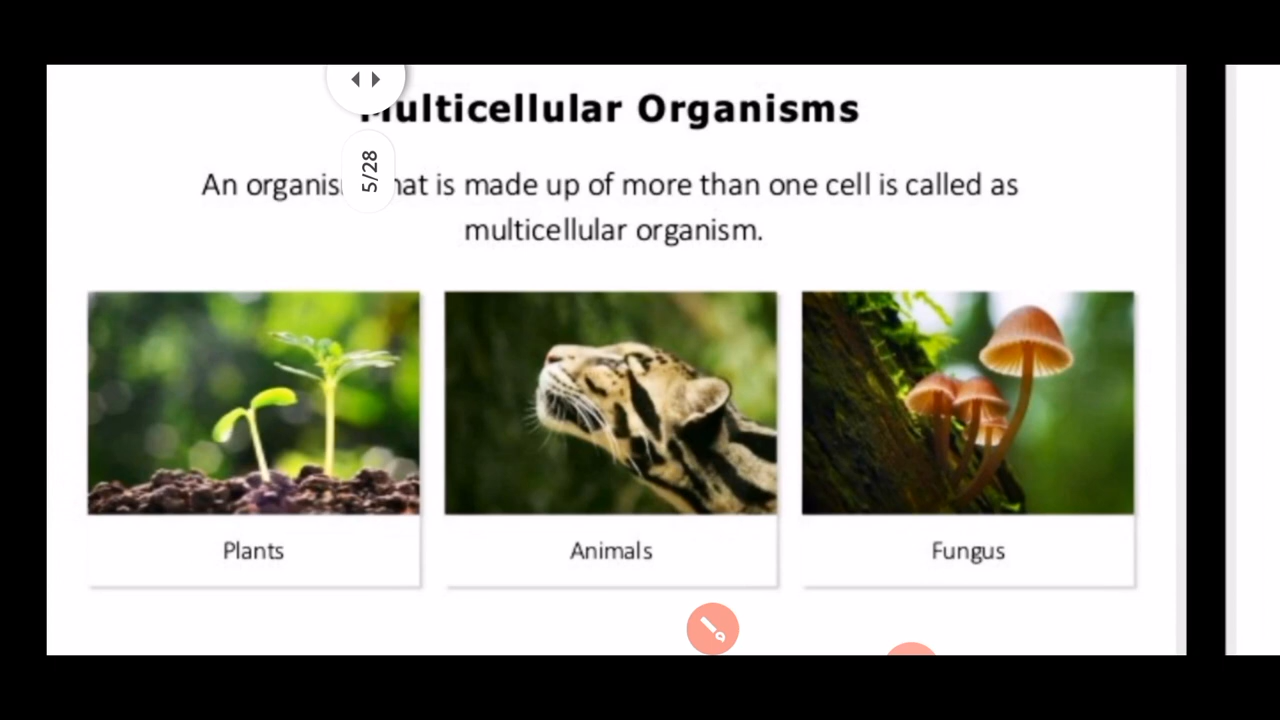 Multicellular Organisms
5/28
An organism that is made up of more than one cell is called as
multicellular organism.
Plants
Animals
Fungus